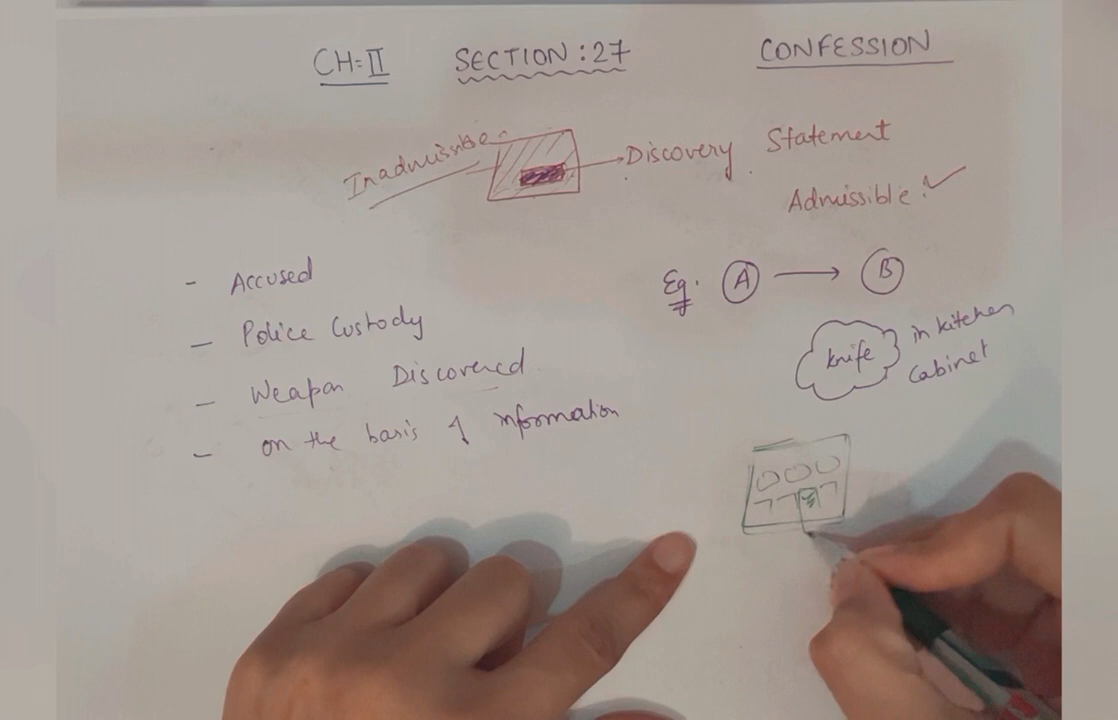 CH=II SECTION : 27 CONFESSION
Inadmissible
Discovery Statement
Admissible
- Accused
- Police Custody
- Weapon Discovered
- on the basis of information
Eg. A → B
knife in kitchen
cabinet